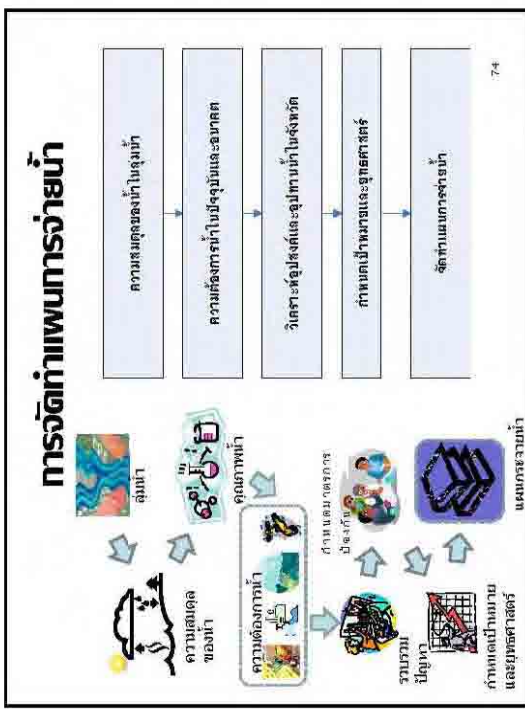 การจัดทำแผนการจ่ายน้ำ
ลุ่มน้ำ
ความสมดุล
ของน้ำ
คุณภาพน้ำ
ความต้องการน้ำ
กำหนดมาตรการ
ป้องกัน
รวบรวม
ปัญหา
กำหนดเป้าหมาย
และยุทธศาสตร์
แผนกระจายน้ำ
ความสมดุลของน้ำในลุ่มน้ำ
ความต้องการน้ำในปัจจุบันและอนาคต
วิเคราะห์อุปสงค์และอุปทานน้ำในจังหวัด
กำหนดเป้าหมายและยุทธศาสตร์
จัดทำแผนการจ่ายน้ำ
74